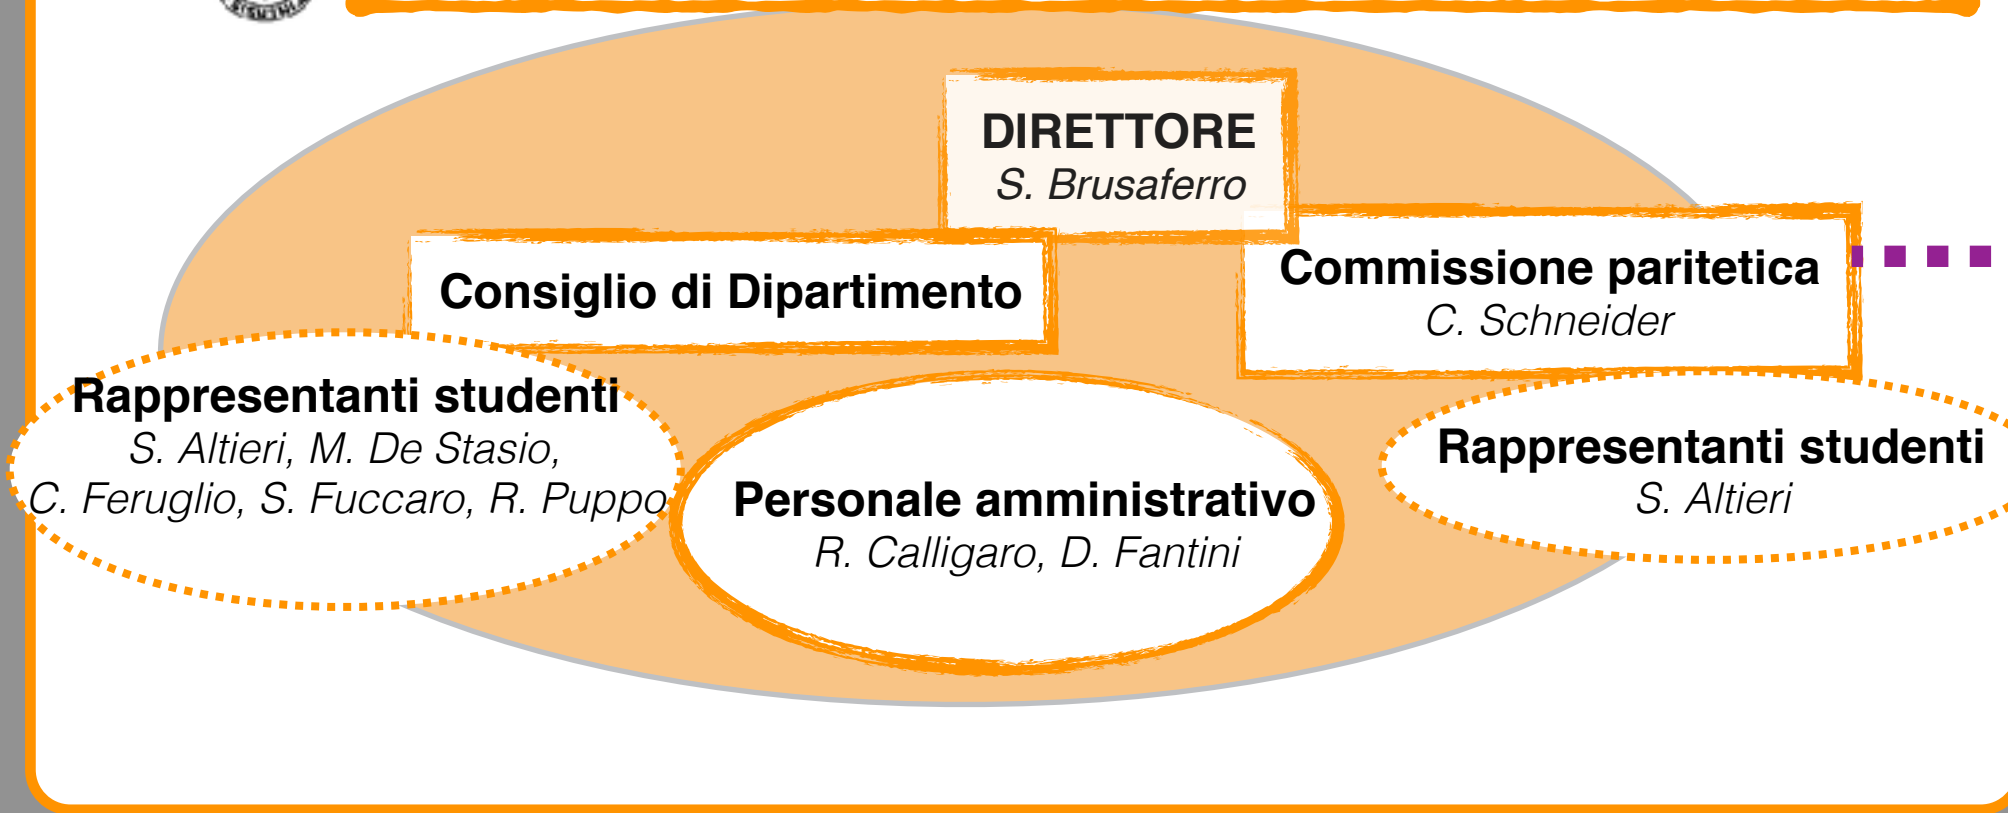 DIRETTORE
S. Brusaferro
Consiglio di Dipartimento
Commissione paritetica
C. Schneider
Rappresentanti studenti
S. Altieri, M. De Stasio,
C. Feruglio, S. Fuccaro, R. Puppo
Personale amministrativo
R. Calligaro, D. Fantini
Rappresentanti studenti
S. Altieri